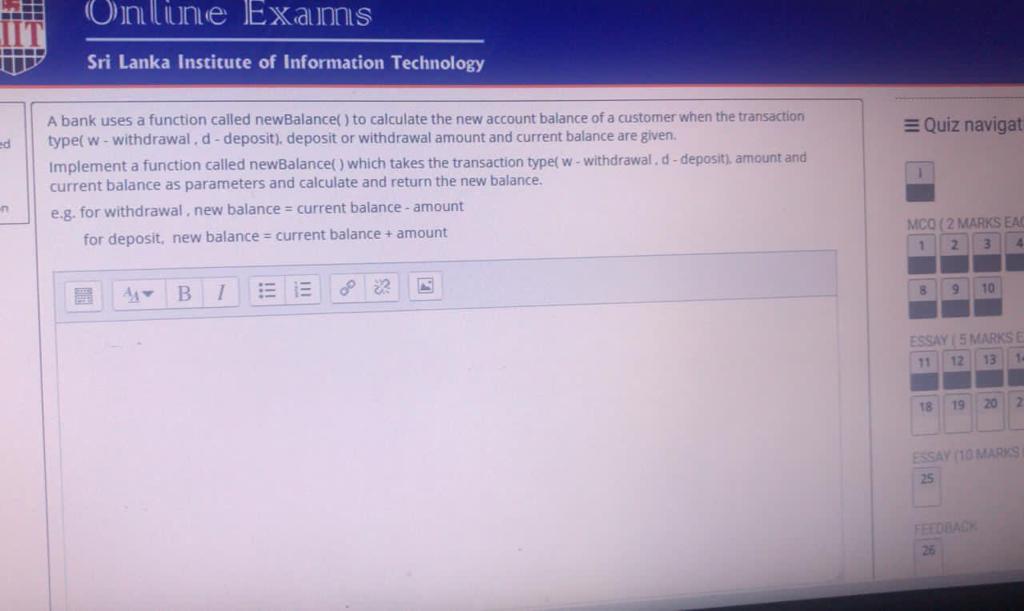 IIT
Online Exams
Sri Lanka Institute of Information Technology
A bank uses a function called newBalance( ) to calculate the new account balance of a customer when the transaction
type( w - withdrawal , d - deposit), deposit or withdrawal amount and current balance are given.
Implement a function called newBalance( ) which takes the transaction type( w - withdrawal , d - deposit), amount and
current balance as parameters and calculate and return the new balance.
e.g. for withdrawal , new balance = current balance - amount
for deposit, new balance = current balance + amount
B I
ed
n
Quiz navigat
MCQ ( 2 MARKS EAC
1 2 3 4
8 9 10
ESSAY ( 5 MARKS E
11 12 13 14
18 19 20 2
ESSAY (10 MARKS
25
FEEDBACK
26